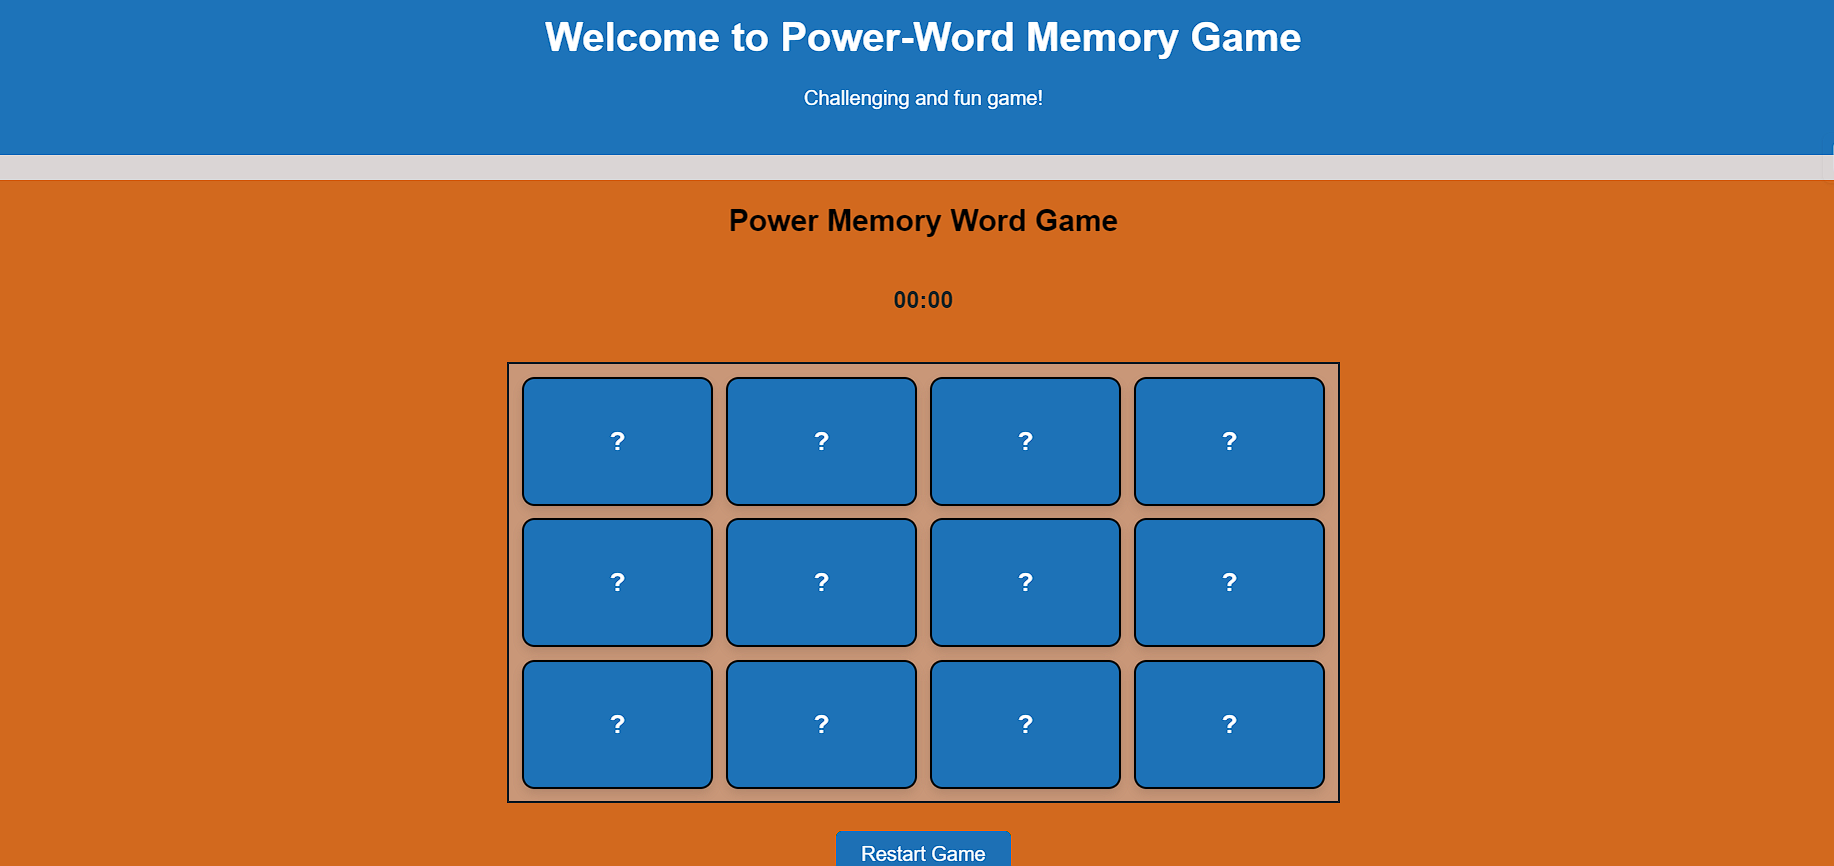 Welcome to Power-Word Memory Game
Challenging and fun game!
Power Memory Word Game
00:00
? ? ? ?
? ? ? ?
? ? ? ?
Restart Game